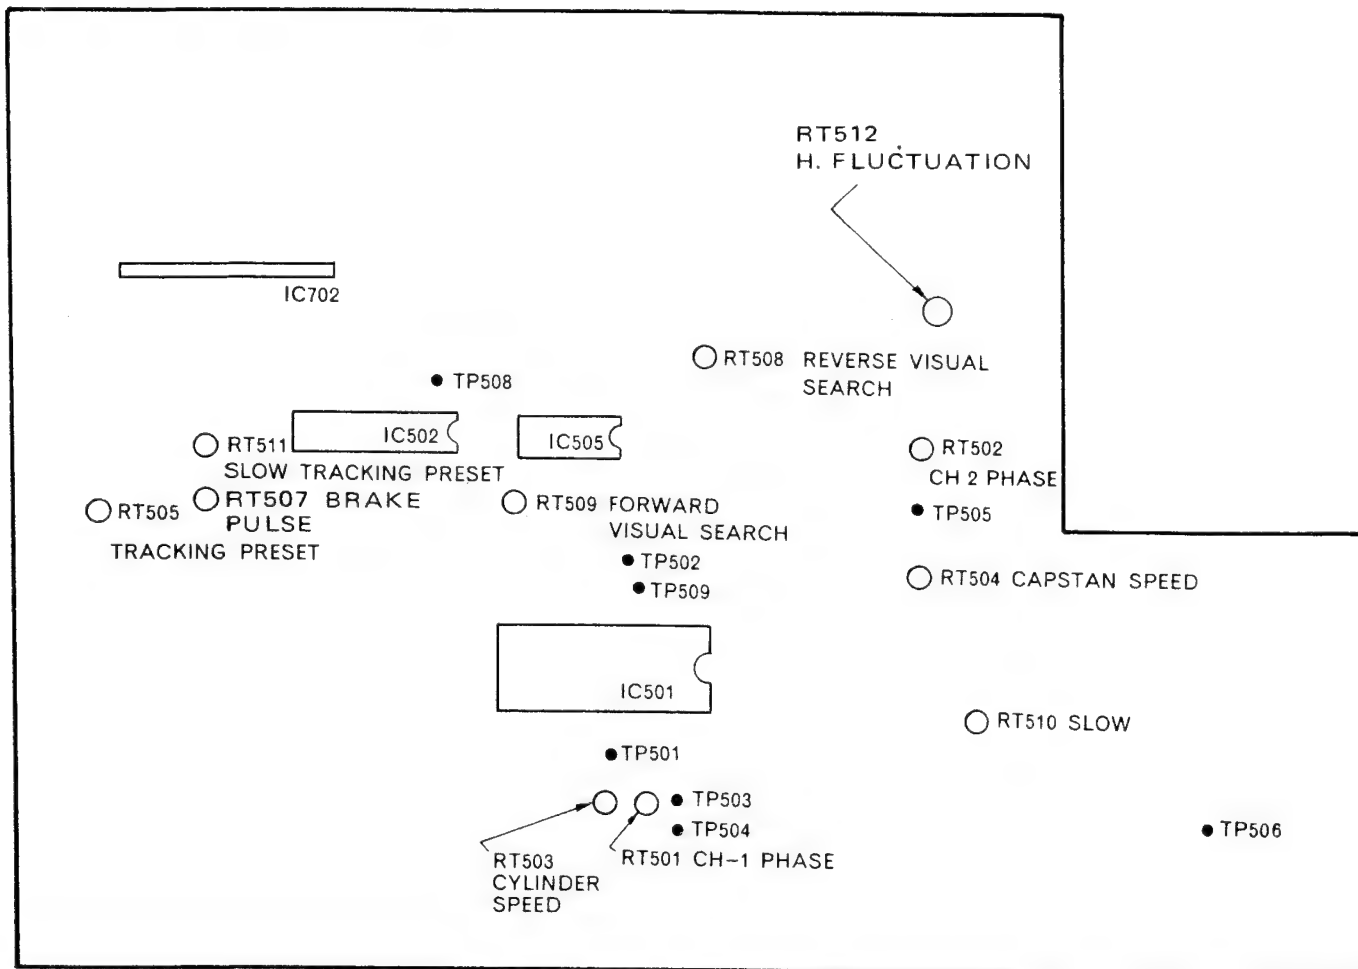 RT512
H. FLUCTUATION
IC702
RT508 REVERSE VISUAL
SEARCH
TP508
IC502
IC505
RT511
SLOW TRACKING PRESET
RT502
CH 2 PHASE
RT507 BRAKE
PULSE
RT505
TRACKING PRESET
RT509 FORWARD
VISUAL SEARCH
TP505
TP502
TP509
RT504 CAPSTAN SPEED
IC501
RT510 SLOW
TP501
TP503
TP504
TP506
RT503
CYLINDER
SPEED
RT501 CH-1 PHASE